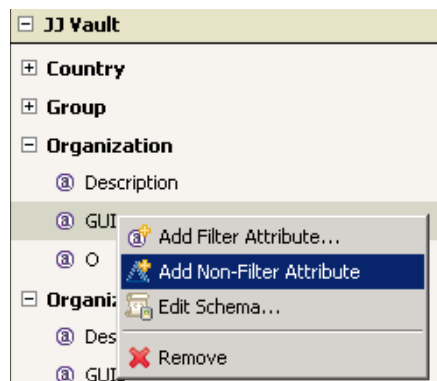 JJ Vault
Country
Group
Organization
Description
GUI
Add Filter Attribute...
O
Add Non-Filter Attribute
Organi
Edit Schema...
Des
Remove
GUI